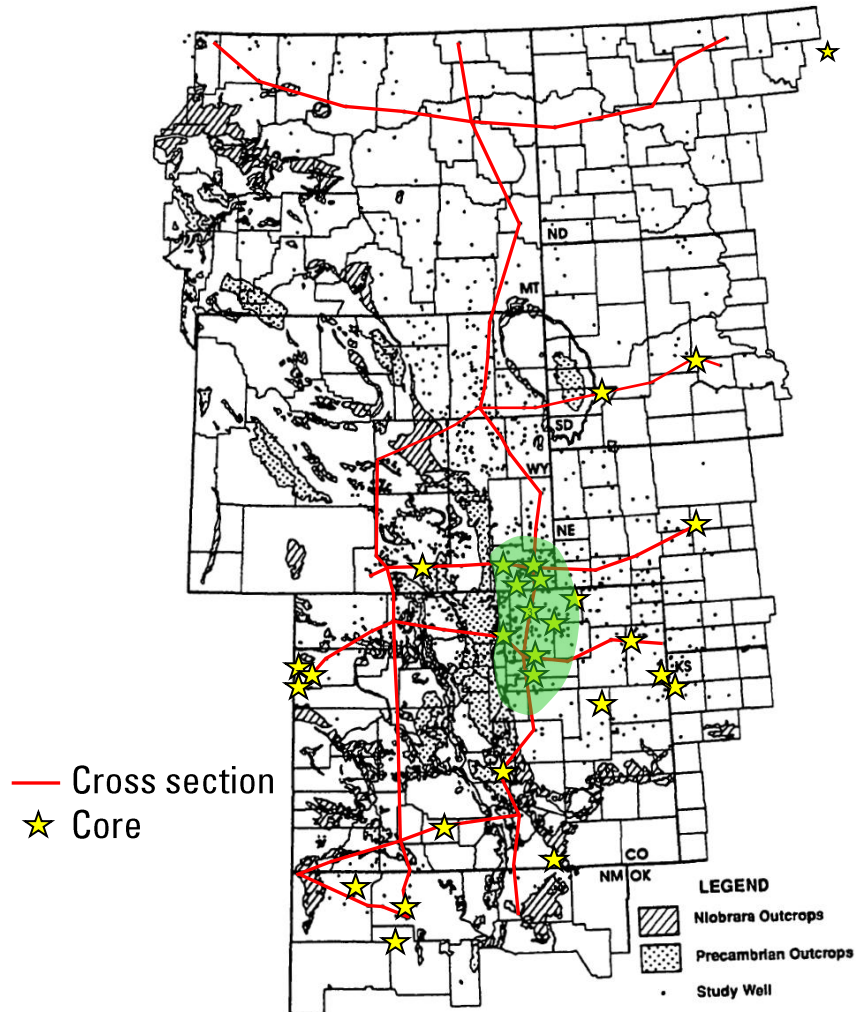 ND
MT
SD
WY
NE
KS
Cross section
Core
CO
NM OK
LEGEND
Niobrara Outcrops
Precambrian Outcrops
Study Well